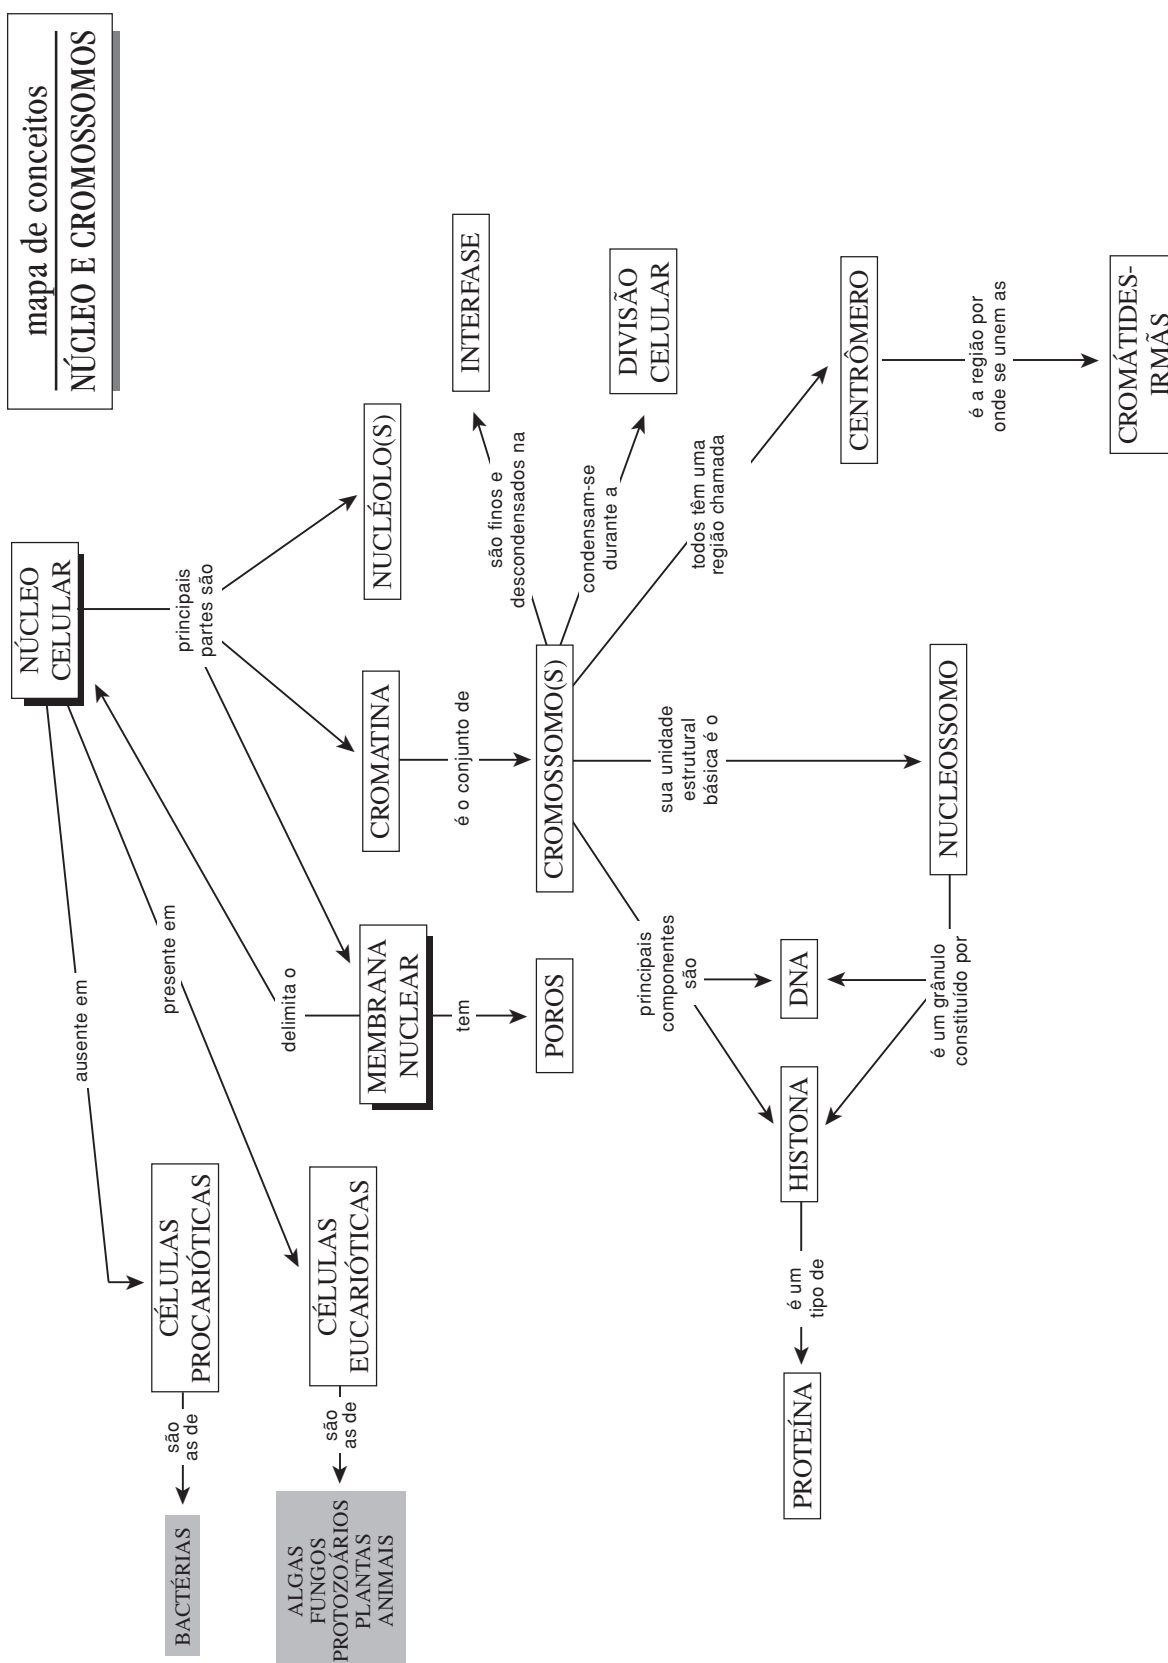 mapa de conceitos
NÚCLEO E CROMOSSOMOS
NÚCLEO
CELULAR
ausente em
presente em
delimita o
principais
partes são
CÉLULAS
PROCARIÓTICAS
são
as de
BACTÉRIAS
CÉLULAS
EUCARIÓTICAS
são
as de
ALGAS
FUNGOS
PROTOZOÁRIOS
PLANTAS
ANIMAIS
MEMBRANA
NUCLEAR
tem
POROS
CROMATINA
é o conjunto de
NUCLÉOLO(S)
CROMOSSOMO(S)
são finos e
descondensados na
INTERFASE
condensam-se
durante a
DIVISÃO
CELULAR
todos têm uma
região chamada
CENTRÔMERO
é a região por
onde se unem as
CROMÁTIDES-
IRMÃS
sua unidade
estrutural
básica é o
NUCLEOSSOMO
principais
componentes
são
DNA
é um grânulo
constituído por
HISTONA
é um
tipo de
PROTEÍNA